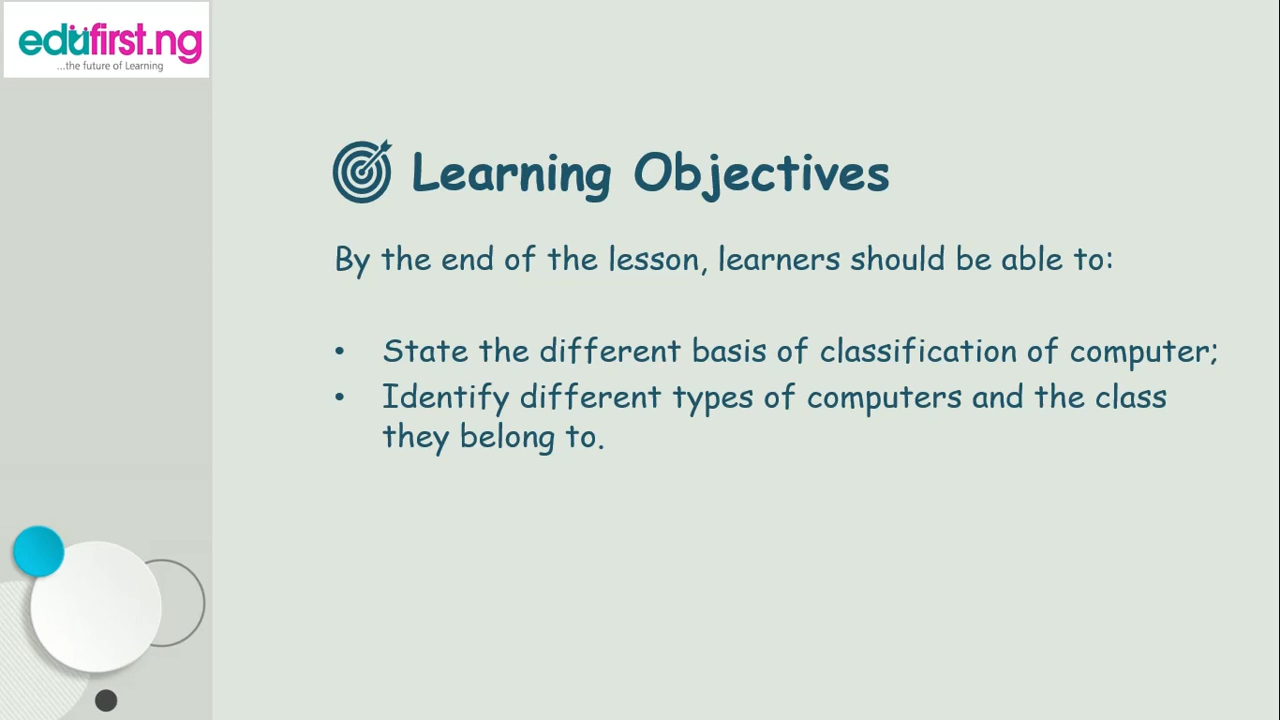 edufirst.ng
...the future of Learning
Learning Objectives
By the end of the lesson, learners should be able to:
• State the different basis of classification of computer;
• Identify different types of computers and the class
they belong to.